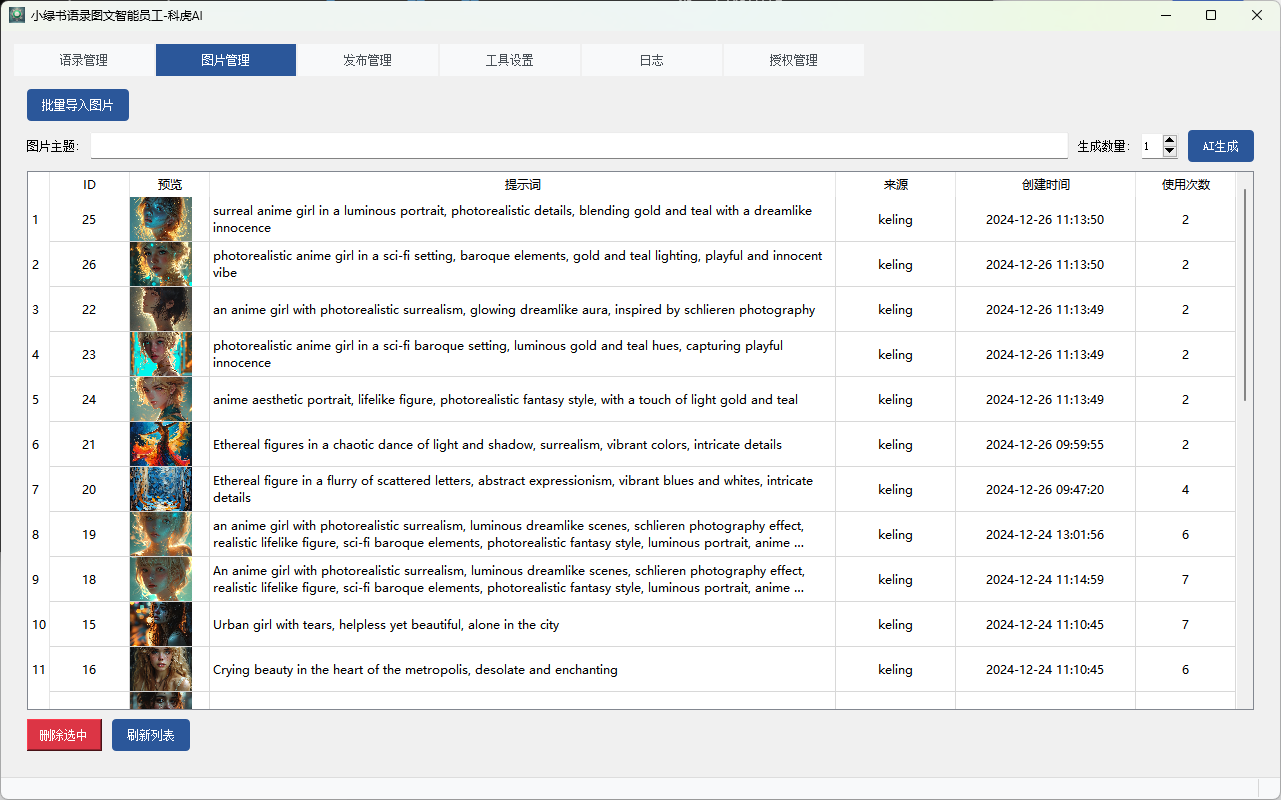 小绿书语录图文智能员工-科虎AI
语录管理 图片管理 发布管理 工具设置 日志 授权管理
批量导入图片
图片主题: 生成数量: 1 AI生成
ID 预览 提示词 来源 创建时间 使用次数
1 25 surreal anime girl in a luminous portrait, photorealistic details, blending gold and teal with a dreamlike
innocence keling 2024-12-26 11:13:50 2
2 26 photorealistic anime girl in a sci-fi setting, baroque elements, gold and teal lighting, playful and innocent
vibe keling 2024-12-26 11:13:50 2
3 22 an anime girl with photorealistic surrealism, glowing dreamlike aura, inspired by schlieren photography keling 2024-12-26 11:13:49 2
4 23 photorealistic anime girl in a sci-fi baroque setting, luminous gold and teal hues, capturing playful
innocence keling 2024-12-26 11:13:49 2
5 24 anime aesthetic portrait, lifelike figure, photorealistic fantasy style, with a touch of light gold and teal keling 2024-12-26 11:13:49 2
6 21 Ethereal figures in a chaotic dance of light and shadow, surrealism, vibrant colors, intricate details keling 2024-12-26 09:59:55 2
7 20 Ethereal figure in a flurry of scattered letters, abstract expressionism, vibrant blues and whites, intricate
details keling 2024-12-26 09:47:20 4
8 19 an anime girl with photorealistic surrealism, luminous dreamlike scenes, schlieren photography effect,
realistic lifelike figure, sci-fi baroque elements, photorealistic fantasy style, luminous portrait, anime ... keling 2024-12-24 13:01:56 6
9 18 An anime girl with photorealistic surrealism, luminous dreamlike scenes, schlieren photography effect,
realistic lifelike figure, sci-fi baroque elements, photorealistic fantasy style, luminous portrait, anime ... keling 2024-12-24 11:14:59 7
10 15 Urban girl with tears, helpless yet beautiful, alone in the city keling 2024-12-24 11:10:45 7
11 16 Crying beauty in the heart of the metropolis, desolate and enchanting keling 2024-12-24 11:10:45 6
删除选中 刷新列表